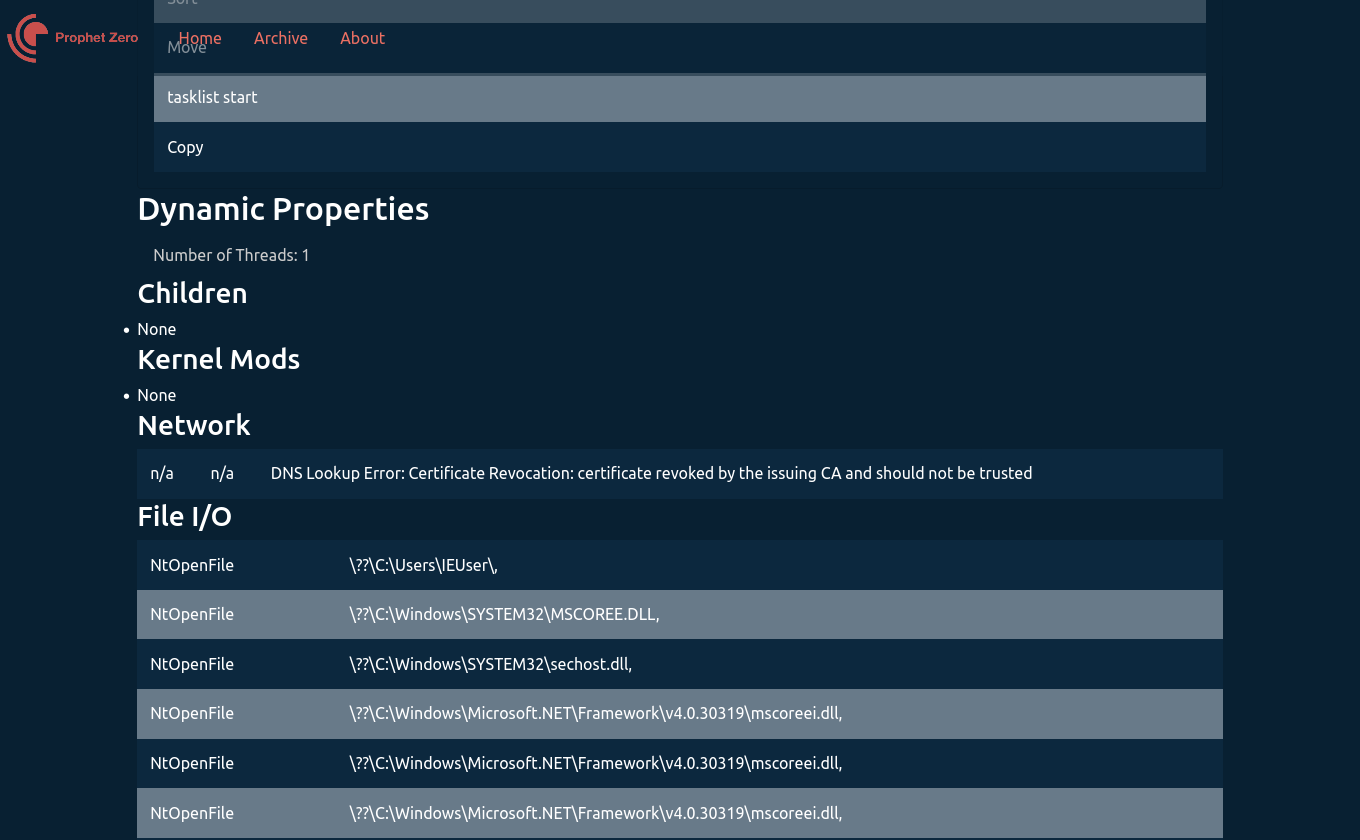 Sort
Prophet Zero
Home Archive About
Move
tasklist start
Copy
Dynamic Properties
Number of Threads: 1
Children
• None
Kernel Mods
• None
Network
n/a n/a DNS Lookup Error: Certificate Revocation: certificate revoked by the issuing CA and should not be trusted
File I/O
NtOpenFile \??\C:\Users\IEUser\,
NtOpenFile \??\C:\Windows\SYSTEM32\MSCOREE.DLL,
NtOpenFile \??\C:\Windows\SYSTEM32\sechost.dll,
NtOpenFile \??\C:\Windows\Microsoft.NET\Framework\v4.0.30319\mscoreei.dll,
NtOpenFile \??\C:\Windows\Microsoft.NET\Framework\v4.0.30319\mscoreei.dll,
NtOpenFile \??\C:\Windows\Microsoft.NET\Framework\v4.0.30319\mscoreei.dll,